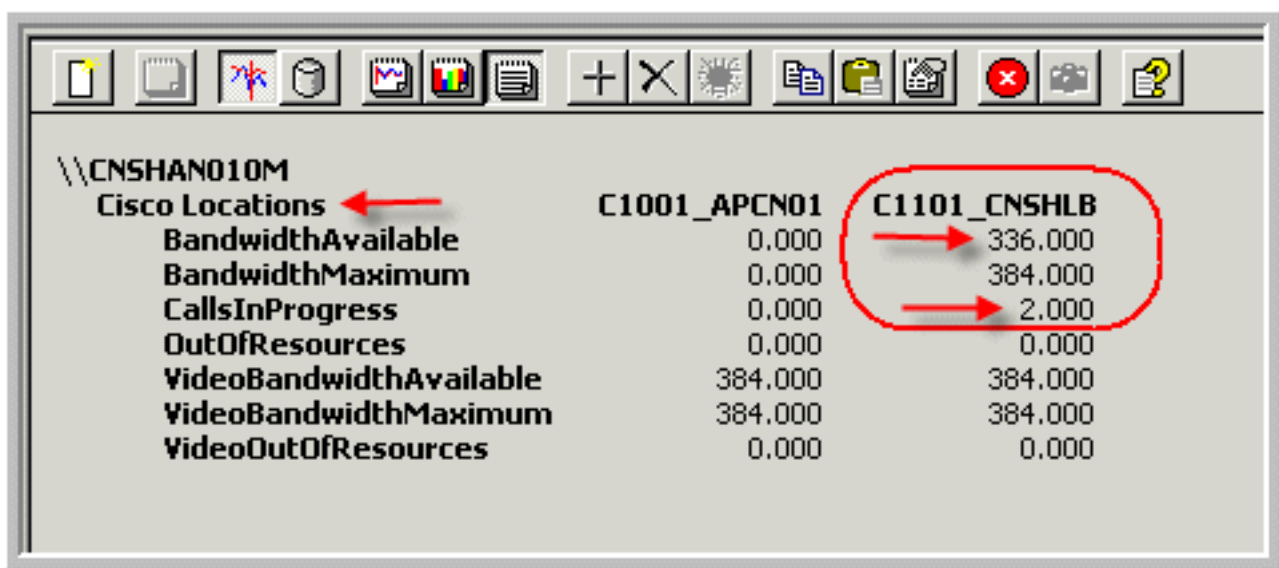 \\CNSHAN010M
Cisco Locations C1001_APCN01 C1101_CNSHLB
BandwidthAvailable 0.000 336.000
BandwidthMaximum 0.000 384.000
CallsInProgress 0.000 2.000
OutOfResources 0.000 0.000
VideoBandwidthAvailable 384.000 384.000
VideoBandwidthMaximum 384.000 384.000
VideoOutOfResources 0.000 0.000